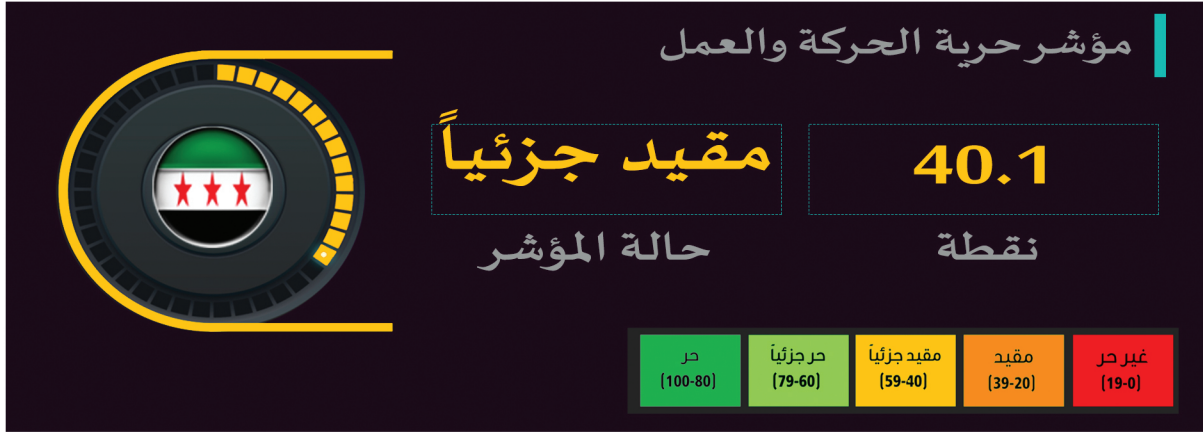 مؤشر حرية الحركة والعمل
40.1
نقطة
مقيد جزئياً
حالة المؤشر
غير حر
(19-0)
مقيد
(39-20)
مقيد جزئياً
(59-40)
حر جزئياً
(79-60)
حر
(100-80)